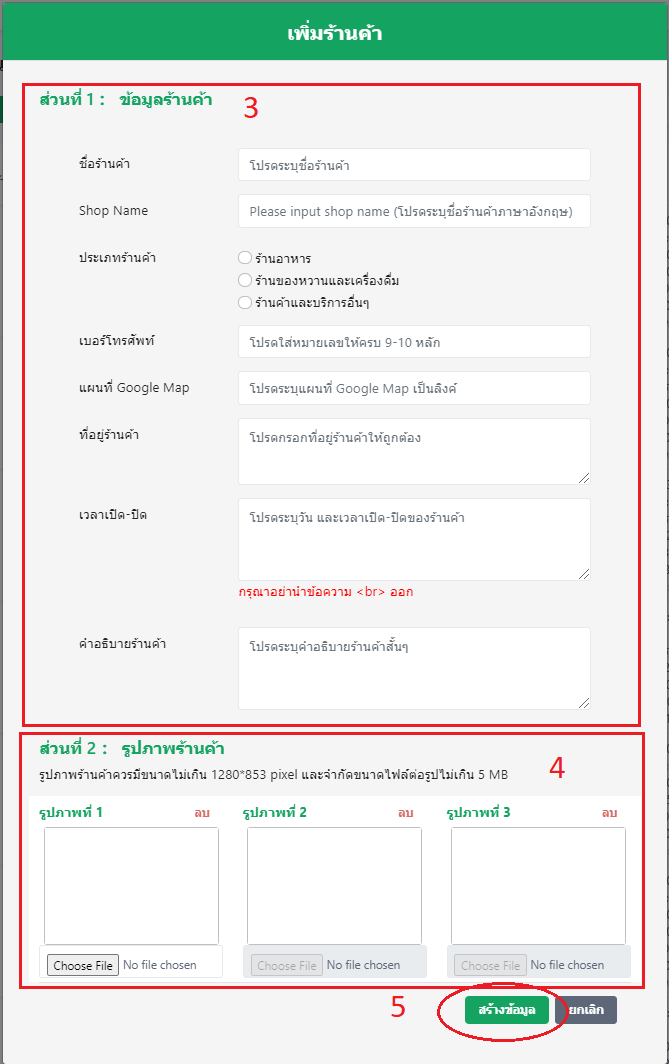 เพิ่มร้านค้า
ส่วนที่ 1 : ข้อมูลร้านค้า
3
ชื่อร้านค้า
โปรดระบุชื่อร้านค้า
Shop Name
Please input shop name (โปรดระบุชื่อร้านค้าภาษาอังกฤษ)
ประเภทร้านค้า
ร้านอาหาร
ร้านของหวานและเครื่องดื่ม
ร้านค้าและบริการอื่นๆ
เบอร์โทรศัพท์
โปรดใส่หมายเลขให้ครบ 9-10 หลัก
แผนที่ Google Map
โปรดระบุแผนที่ Google Map เป็นลิงค์
ที่อยู่ร้านค้า
โปรดกรอกที่อยู่ร้านค้าให้ถูกต้อง
เวลาเปิด-ปิด
โปรดระบุวัน และเวลาเปิด-ปิดของร้านค้า
กรุณาอย่านำข้อความ <br> ออก
คำอธิบายร้านค้า
โปรดระบุคำอธิบายร้านค้าสั้นๆ
ส่วนที่ 2 : รูปภาพร้านค้า
รูปภาพร้านค้าควรมีขนาดไม่เกิน 1280*853 pixel และจำกัดขนาดไฟล์ต่อรูปไม่เกิน 5 MB
4
รูปภาพที่ 1 ลบ รูปภาพที่ 2 ลบ รูปภาพที่ 3 ลบ
Choose File No file chosen Choose File No file chosen Choose File No file chosen
5 สร้างข้อมูล ยกเลิก